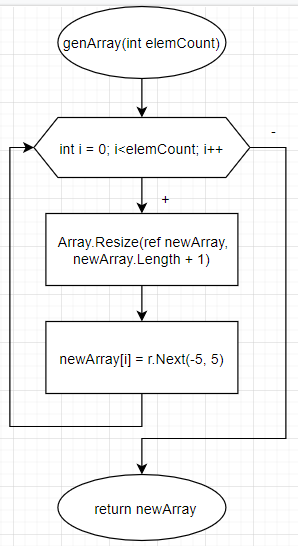 genArray(int elemCount)
int i = 0; i<elemCount; i++
-
+
Array.Resize(ref newArray,
newArray.Length + 1)
newArray[i] = r.Next(-5, 5)
return newArray